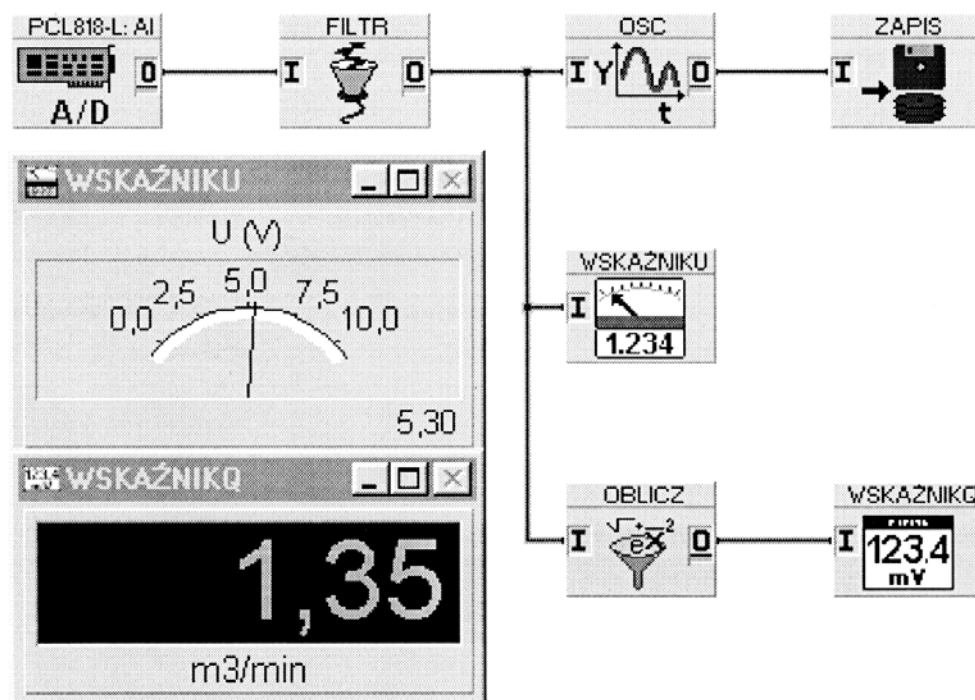 PCL818-L: AI
O
A/D
FILTR
I
O
OSC
I
Y
O
t
ZAPIS
I
WSKAŹNIKU
U (V)
0,0
2,5
5,0
7,5
10,0
5,30
WSKAŹNIKU
I
1.234
WSKAŹNIKQ
1,35
m3/min
OBLICZ
I
O
WSKAŹNIKQ
I
123.4
mV